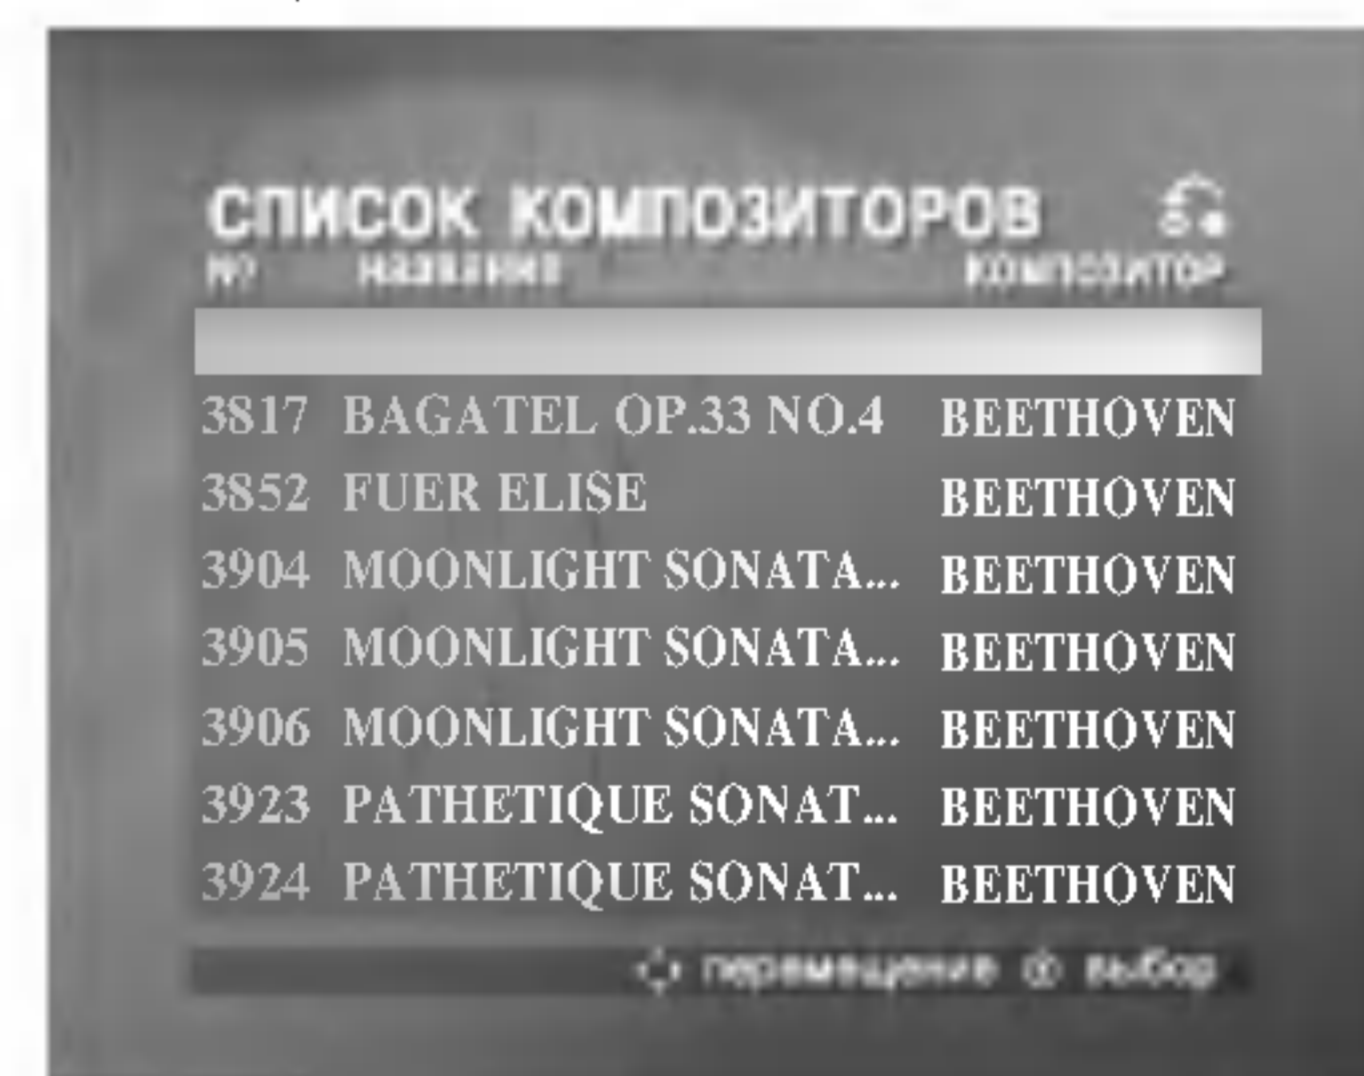 СПИСОК КОМПОЗИТОРОВ
№ название композитор
3817 BAGATEL OP.33 NO.4 BEETHOVEN
3852 FUER ELISE BEETHOVEN
3904 MOONLIGHT SONATA... BEETHOVEN
3905 MOONLIGHT SONATA... BEETHOVEN
3906 MOONLIGHT SONATA... BEETHOVEN
3923 PATHETIQUE SONAT... BEETHOVEN
3924 PATHETIQUE SONAT... BEETHOVEN
перемещение выбор